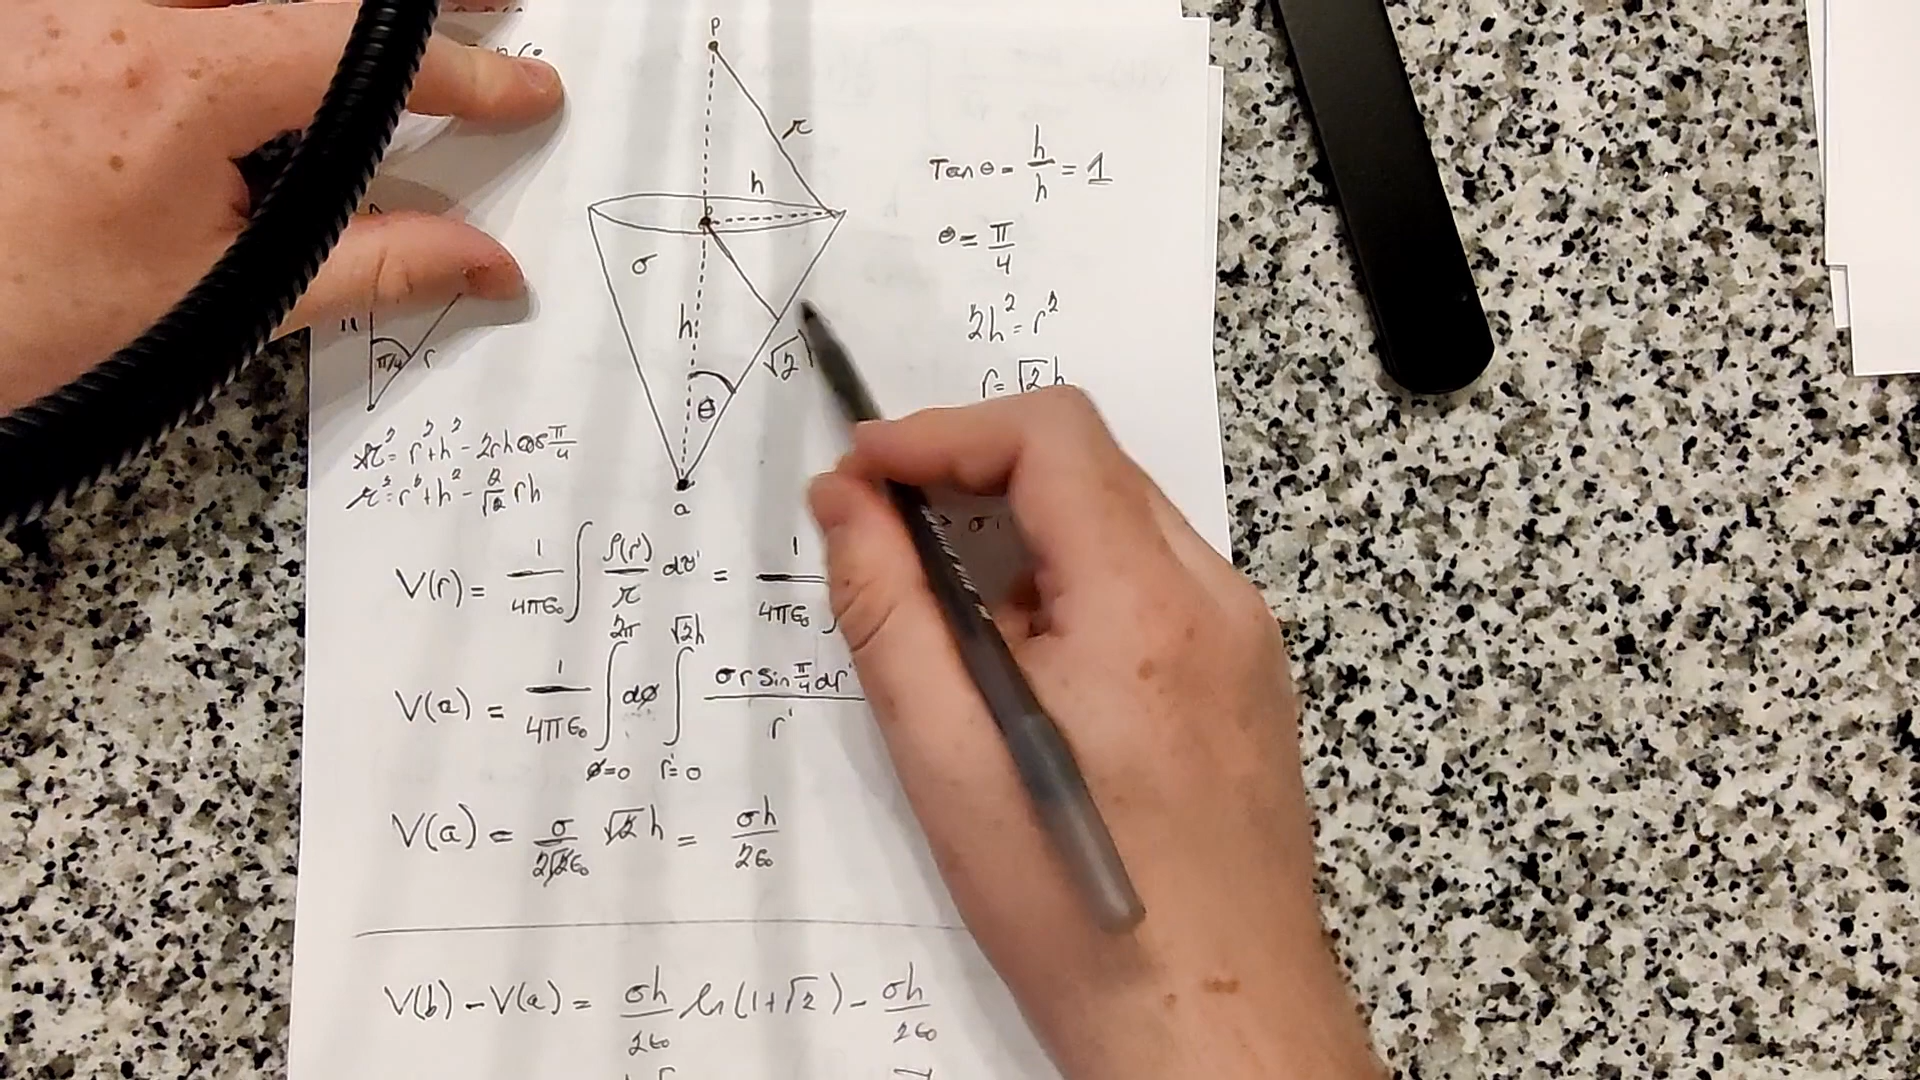 P
r
h
b
σ
h
√2
θ
a
Tan θ = h/h = 1
θ = π/4
2h² = r²
r = √2 h
π/4 r
r² = r² + h² - 2rh cos π/4
r² = r² + h² - 2/√2 rh
V(r) = 1/4πε₀ ∫ ρ(r')/r dτ' = 1/4πε₀ ∫
V(a) = 1/4πε₀ ∫_{φ=0}^{2π} dφ ∫_{r'=0}^{√2h} σ r sin π/4 dr' / r'
V(a) = σ/2√2ε₀ √2 h = σh/2ε₀
V(b) - V(a) = σh/2ε₀ ln(1+√2) - σh/2ε₀